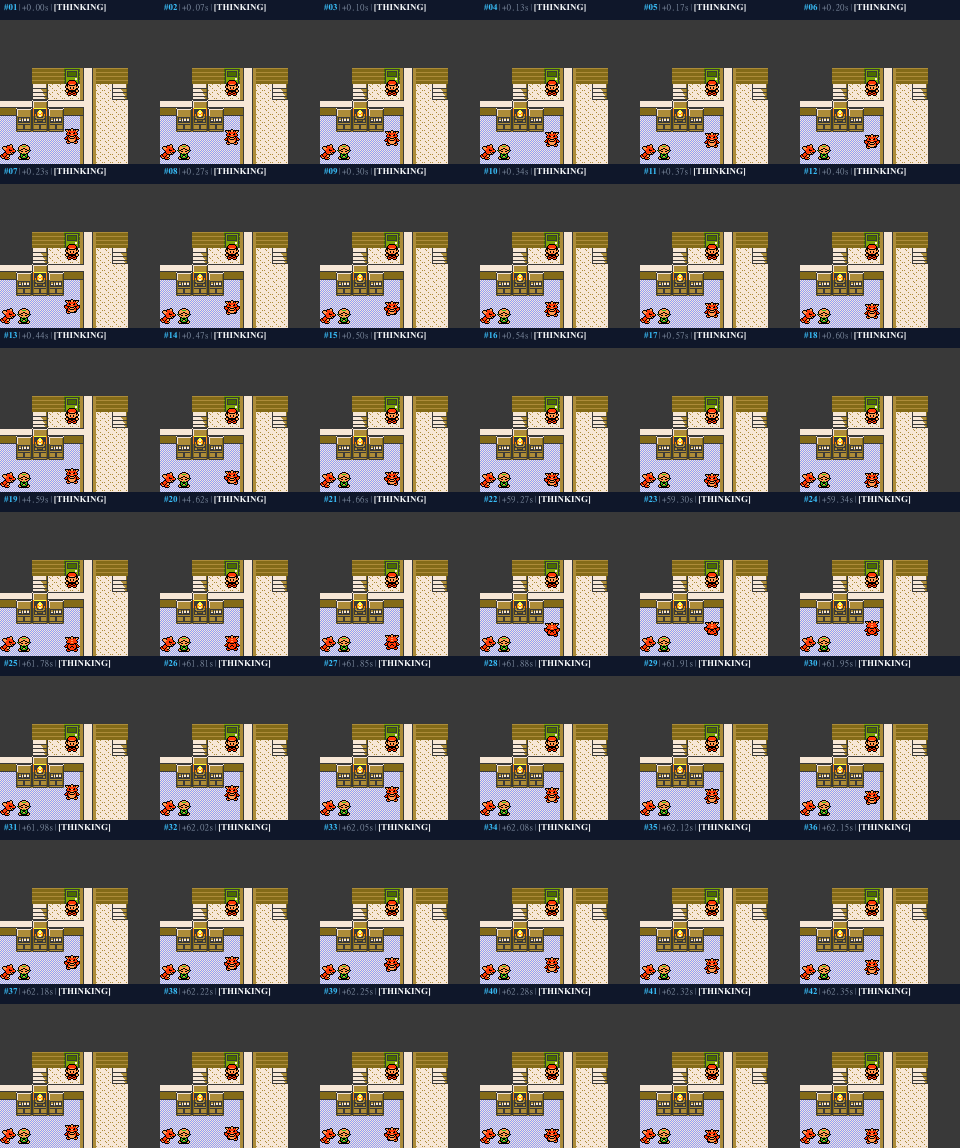 #01|+0.00s|[THINKING] #02|+0.07s|[THINKING] #03|+0.10s|[THINKING] #04|+0.13s|[THINKING] #05|+0.17s|[THINKING] #06|+0.20s|[THINKING]
#07|+0.23s|[THINKING] #08|+0.27s|[THINKING] #09|+0.30s|[THINKING] #10|+0.34s|[THINKING] #11|+0.37s|[THINKING] #12|+0.40s|[THINKING]
#13|+0.44s|[THINKING] #14|+0.47s|[THINKING] #15|+0.50s|[THINKING] #16|+0.54s|[THINKING] #17|+0.57s|[THINKING] #18|+0.60s|[THINKING]
#19|+4.59s|[THINKING] #20|+4.62s|[THINKING] #21|+4.66s|[THINKING] #22|+59.27s|[THINKING] #23|+59.30s|[THINKING] #24|+59.34s|[THINKING]
#25|+61.78s|[THINKING] #26|+61.81s|[THINKING] #27|+61.85s|[THINKING] #28|+61.88s|[THINKING] #29|+61.91s|[THINKING] #30|+61.95s|[THINKING]
#31|+61.98s|[THINKING] #32|+62.02s|[THINKING] #33|+62.05s|[THINKING] #34|+62.08s|[THINKING] #35|+62.12s|[THINKING] #36|+62.15s|[THINKING]
#37|+62.18s|[THINKING] #38|+62.22s|[THINKING] #39|+62.25s|[THINKING] #40|+62.28s|[THINKING] #41|+62.32s|[THINKING] #42|+62.35s|[THINKING]